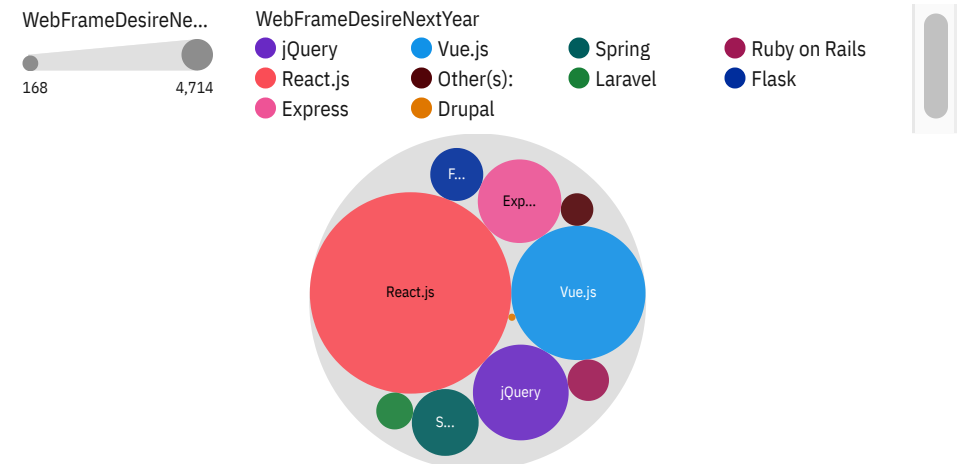 WebFrameDesireNe...
168 4,714
WebFrameDesireNextYear
jQuery Vue.js Spring Ruby on Rails
React.js Other(s): Laravel Flask
Express Drupal
F...
Exp...
React.js Vue.js
jQuery
S...